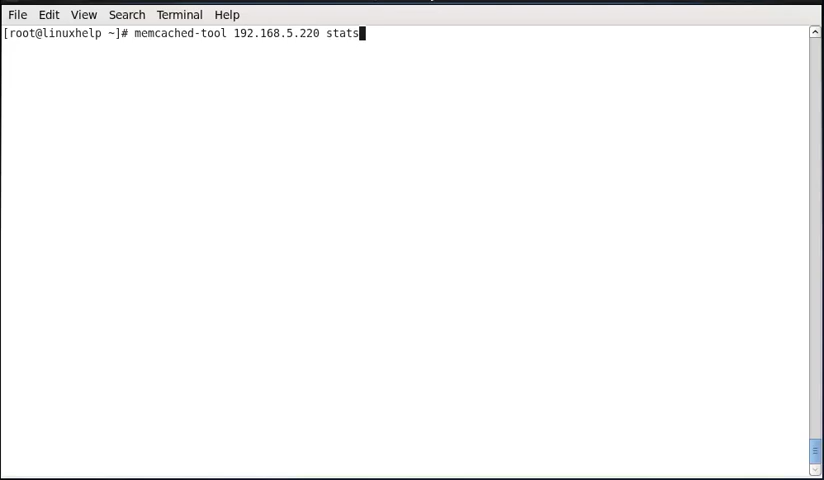 File Edit View Search Terminal Help
[root@linuxhelp ~]# memcached-tool 192.168.5.220 stats